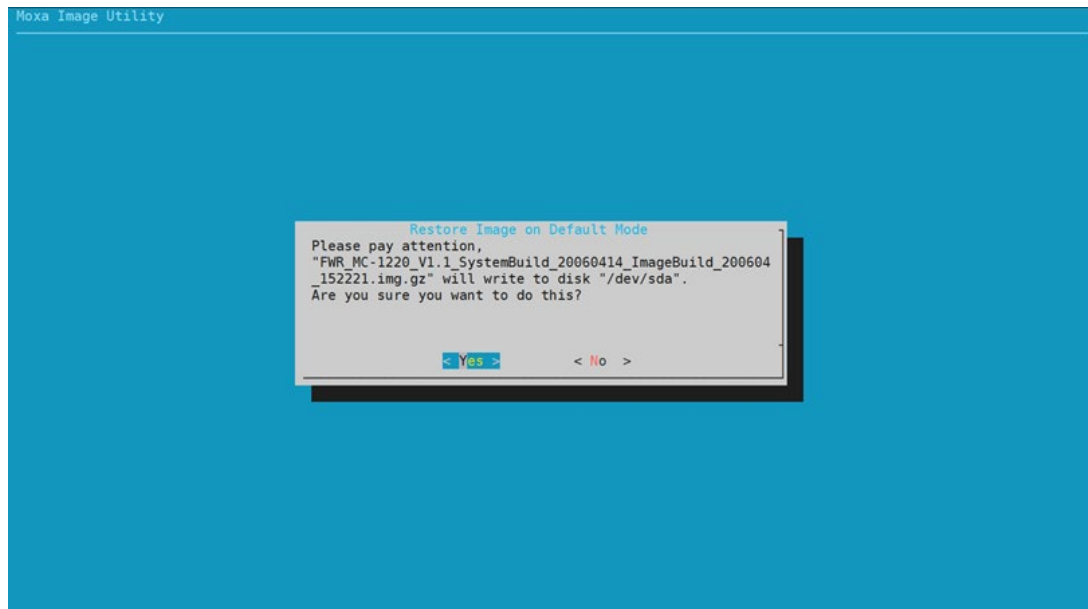 Moxa Image Utility
Restore Image on Default Mode
Please pay attention,
"FWR_MC-1220_V1.1_SystemBuild_20060414_ImageBuild_200604
_152221.img.gz" will write to disk "/dev/sda".
Are you sure you want to do this?
< Yes > < No >